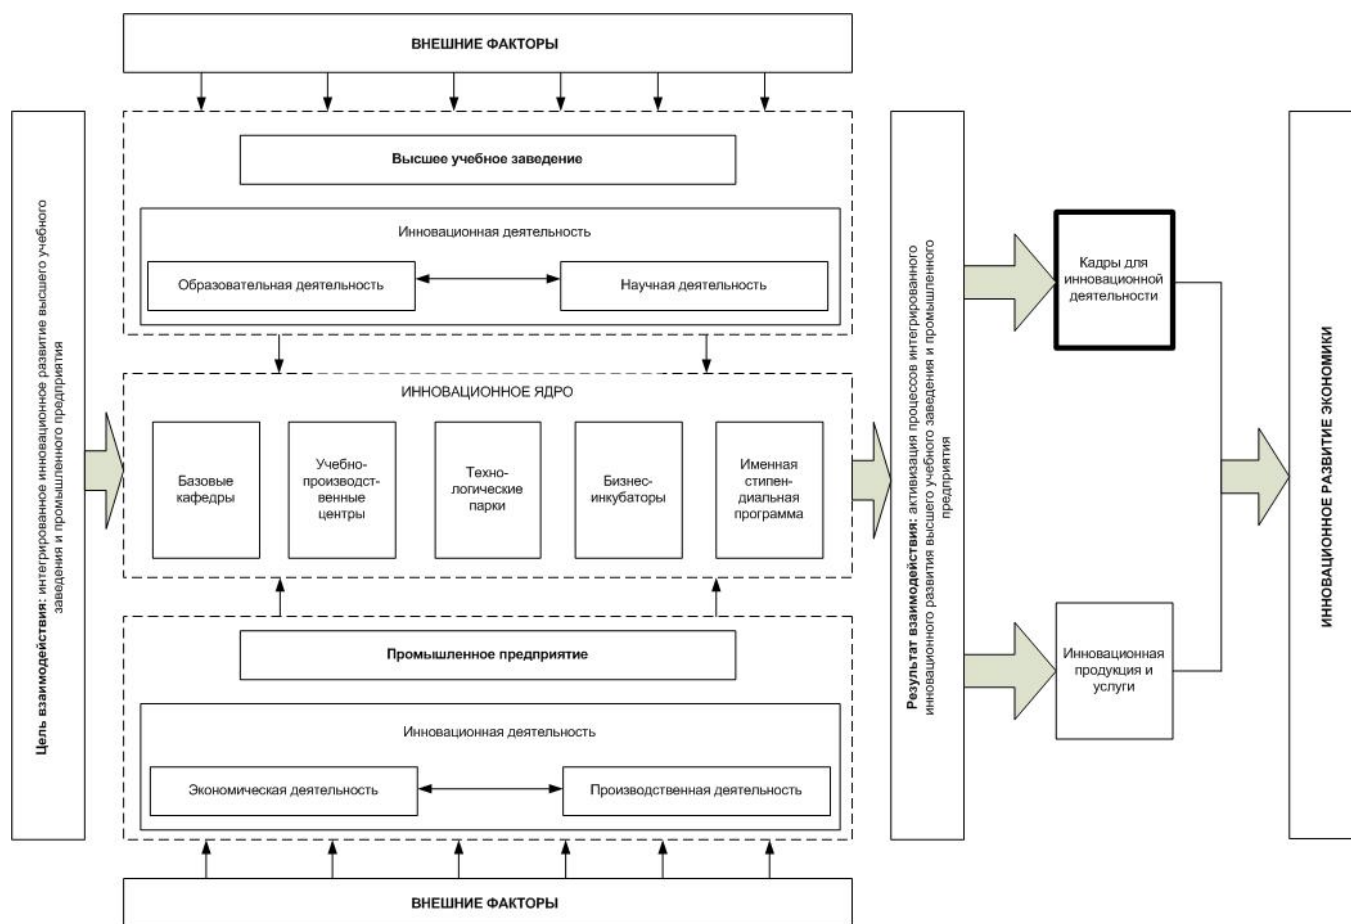 ВНЕШНИЕ ФАКТОРЫ
Цель взаимодействия: интегрированное инновационное развитие высшего учебного
заведения и промышленного предприятия
Высшее учебное заведение
Инновационная деятельность
Образовательная деятельность
Научная деятельность
ИННОВАЦИОННОЕ ЯДРО
Базовые
кафедры
Учебно-
производст-
венные
центры
Техно-
логические
парки
Бизнес-
инкубаторы
Именная
стипен-
диальная
программа
Промышленное предприятие
Инновационная деятельность
Экономическая деятельность
Производственная деятельность
ВНЕШНИЕ ФАКТОРЫ
Результат взаимодействия: активизация процессов интегрированного
инновационного развития высшего учебного заведения и промышленного
предприятия
Кадры для
инновационной
деятельности
Инновационная
продукция и
услуги
ИННОВАЦИОННОЕ РАЗВИТИЕ ЭКОНОМИКИ